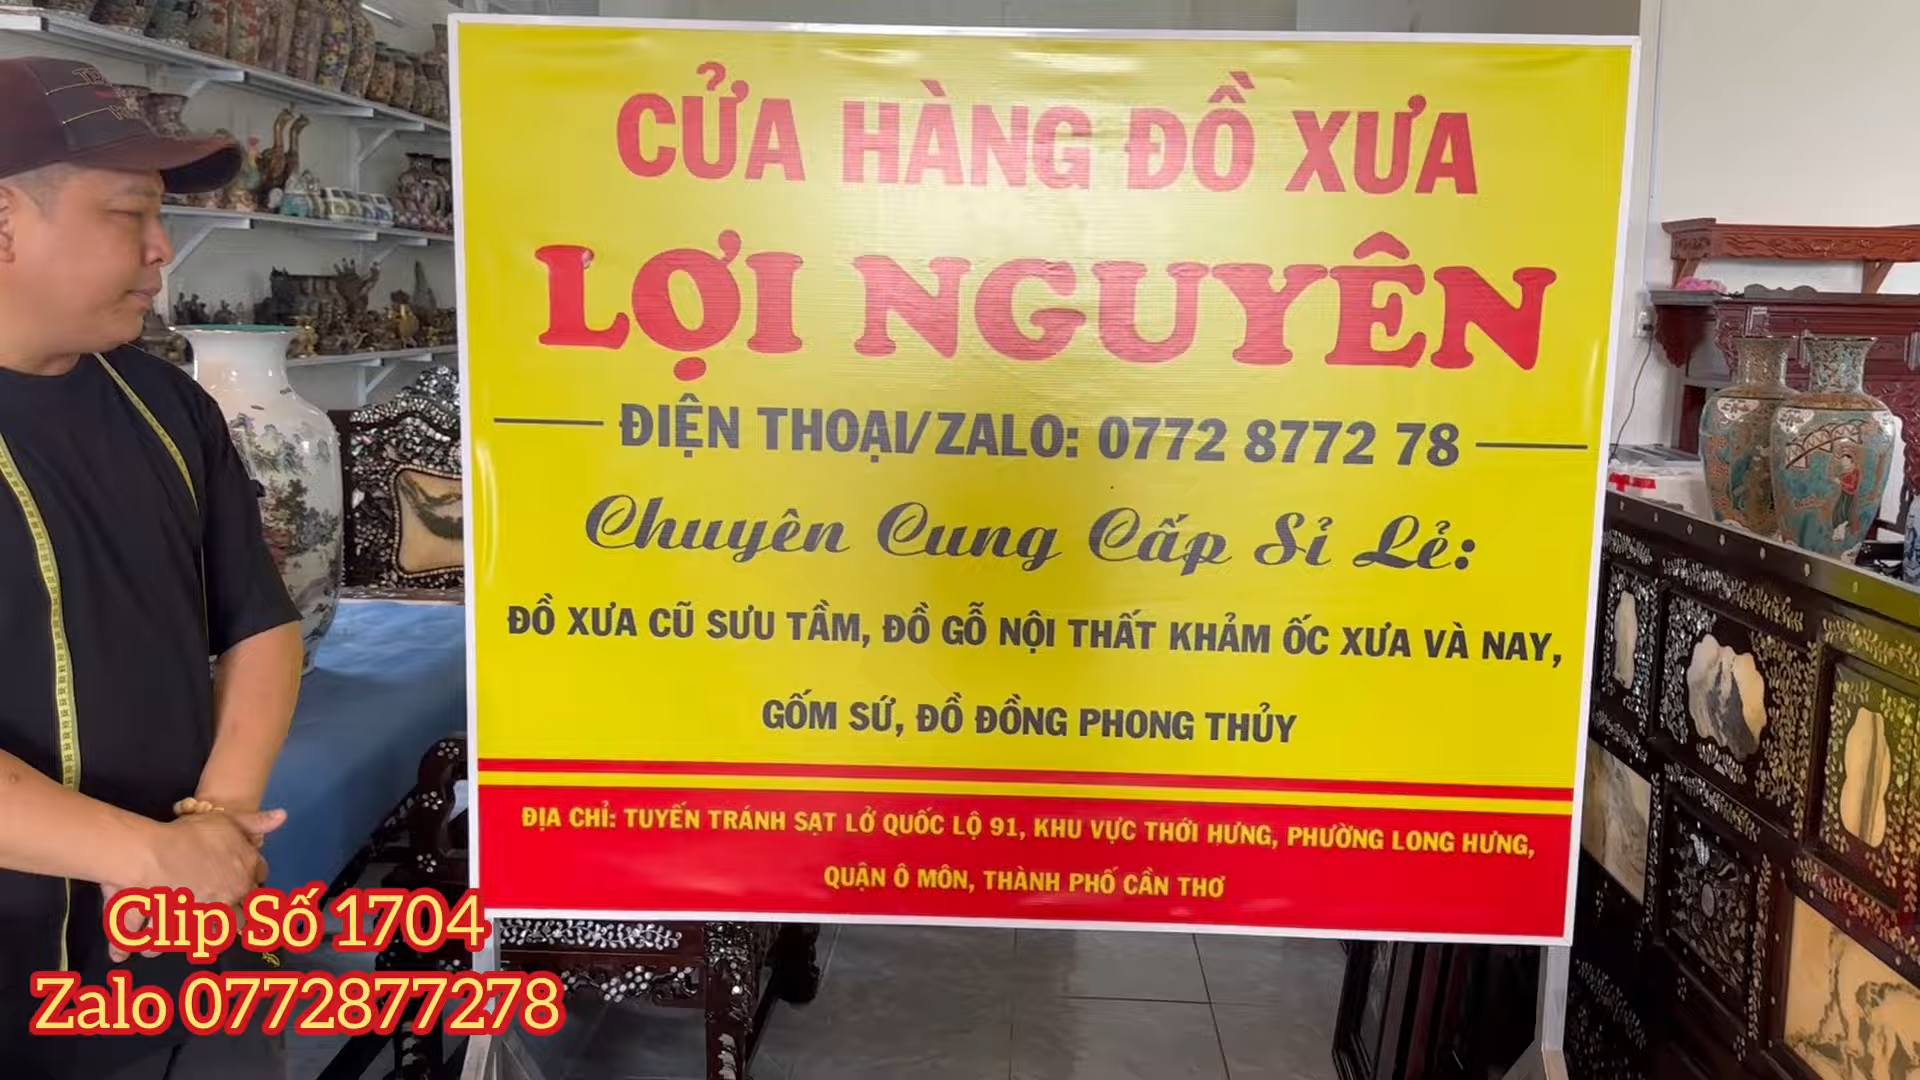 CỬA HÀNG ĐỒ XƯA
LỢI NGUYÊN
ĐIỆN THOẠI/ZALO: 0772 8772 78
Chuyên Cung Cấp Sỉ Lẻ:
ĐỒ XƯA CŨ SƯU TẦM, ĐỒ GỖ NỘI THẤT KHẢM ỐC XƯA VÀ NAY,
GỐM SỨ, ĐỒ ĐỒNG PHONG THỦY
ĐỊA CHỈ: TUYẾN TRÁNH SẠT LỞ QUỐC LỘ 91, KHU VỰC THỚI HƯNG, PHƯỜNG LONG HƯNG,
QUẬN Ô MÔN, THÀNH PHỐ CẦN THƠ
Clip Số 1704
Zalo 0772877278